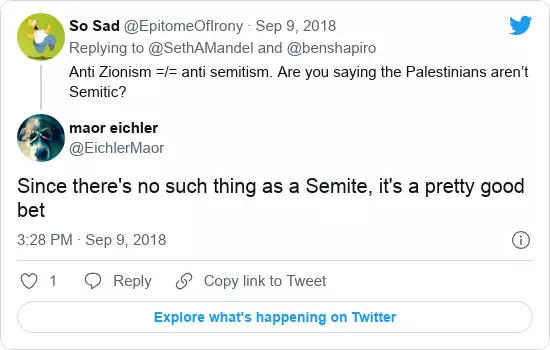 So Sad @EpitomeOfIrony · Sep 9, 2018
Replying to @SethAMandel and @benshapiro
Anti Zionism =/= anti semitism. Are you saying the Palestinians aren't
Semitic?
maor eichler
@EichlerMaor
Since there's no such thing as a Semite, it's a pretty good
bet
3:28 PM · Sep 9, 2018
1 Reply Copy link to Tweet
Explore what's happening on Twitter